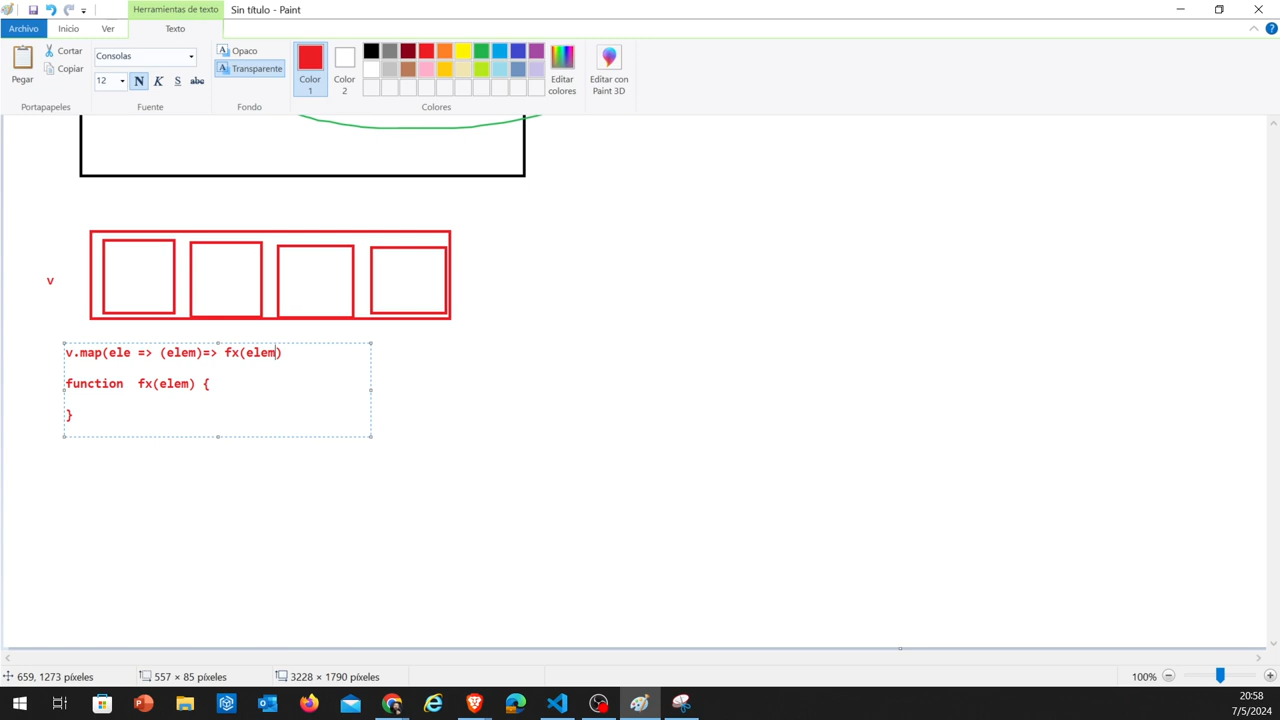 Herramientas de texto
Sin título - Paint
Archivo
Inicio
Ver
Texto
Pegar
Cortar
Copiar
Portapapeles
Consolas
12
N K S abc
Fuente
Opaco
Transparente
Fondo
Color 1
Color 2
Editar colores
Editar con Paint 3D
Colores
v
v.map(ele => (elem)=> fx(elem)
function  fx(elem) {
}
659, 1273 píxeles
557 × 85 píxeles
3228 × 1790 píxeles
100%
20:58
7/5/2024